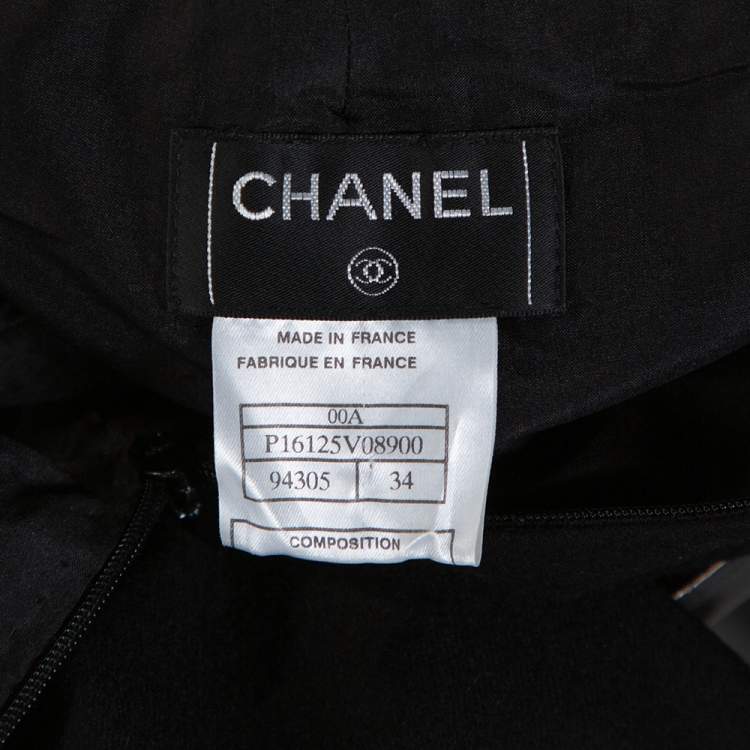 CHANEL
MADE IN FRANCE
FABRIQUE EN FRANCE
00A
P16125V08900
94305 34
COMPOSITION